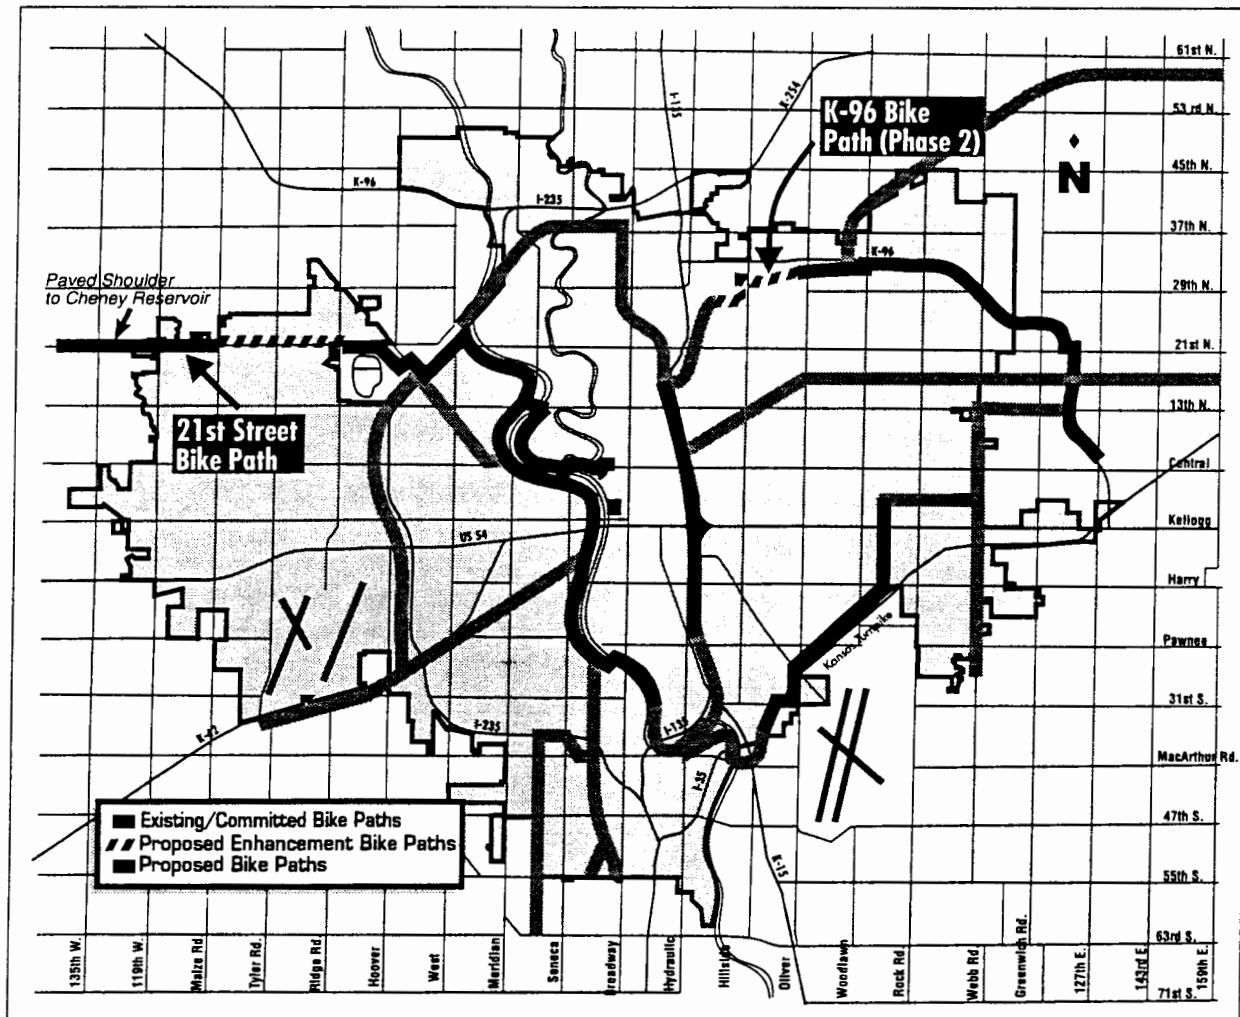 61st N.
I-135
K-254
K-96 Bike
Path (Phase 2)
53 rd N.
N
45th N.
K-96
I-235
37th N.
K-96
Paved Shoulder
to Cheney Reservoir
29th N.
21st N.
13th N.
21st Street
Bike Path
Central
Kellogg
US 54
Harry
Kansas Turnpike
Pawnee
31st S.
K-42
I-235
I-135
MacArthur Rd.
I-35
47th S.
Existing/Committed Bike Paths
Proposed Enhancement Bike Paths
Proposed Bike Paths
K-15
55th S.
63rd S.
135th W.
119th W.
Maize Rd
Tyler Rd.
Ridge Rd.
Hoover
West
Meridian
Seneca
Broadway
Hydraulic
Hillside
Oliver
Woodlawn
Rock Rd.
Webb Rd
Greenwich Rd.
127th E.
143rd E.
159th E.
71st S.